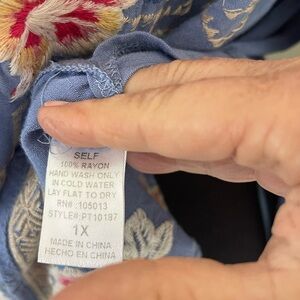 SELF
100% RAYON
HAND WASH ONLY
IN COLD WATER
LAY FLAT TO DRY
RN#:105013
STYLE#:PT10187
1X
MADE IN CHINA
HECHO EN CHINA